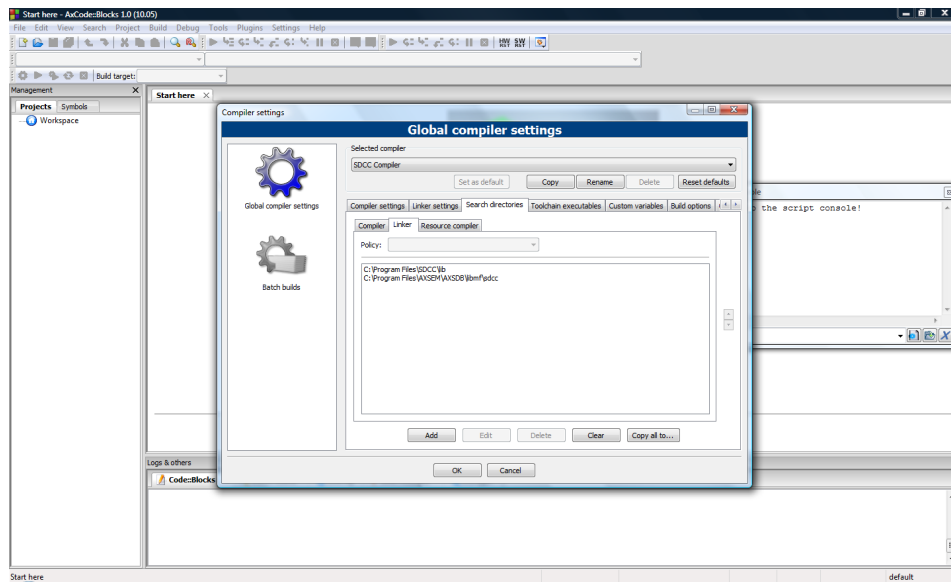 Start here - AxCode::Blocks 1.0 (10.05)
File Edit View Search Project Build Debug Tools Plugins Settings Help
HW RST SW RST
Build target:
Management
Start here
Projects Symbols
Workspace
Compiler settings
Global compiler settings
Global compiler settings
Batch builds
Selected compiler
SDCC Compiler
Set as default Copy Rename Delete Reset defaults
Compiler settings Linker settings Search directories Toolchain executables Custom variables Build options
Compiler Linker Resource compiler
Policy:
C:\Program Files\SDCC\lib
C:\Program Files\AXSEM\AXSDB\libmf\sdcc
Add Edit Delete Clear Copy all to...
OK Cancel
the script console!
Logs & others
Code::Blocks
Start here
default